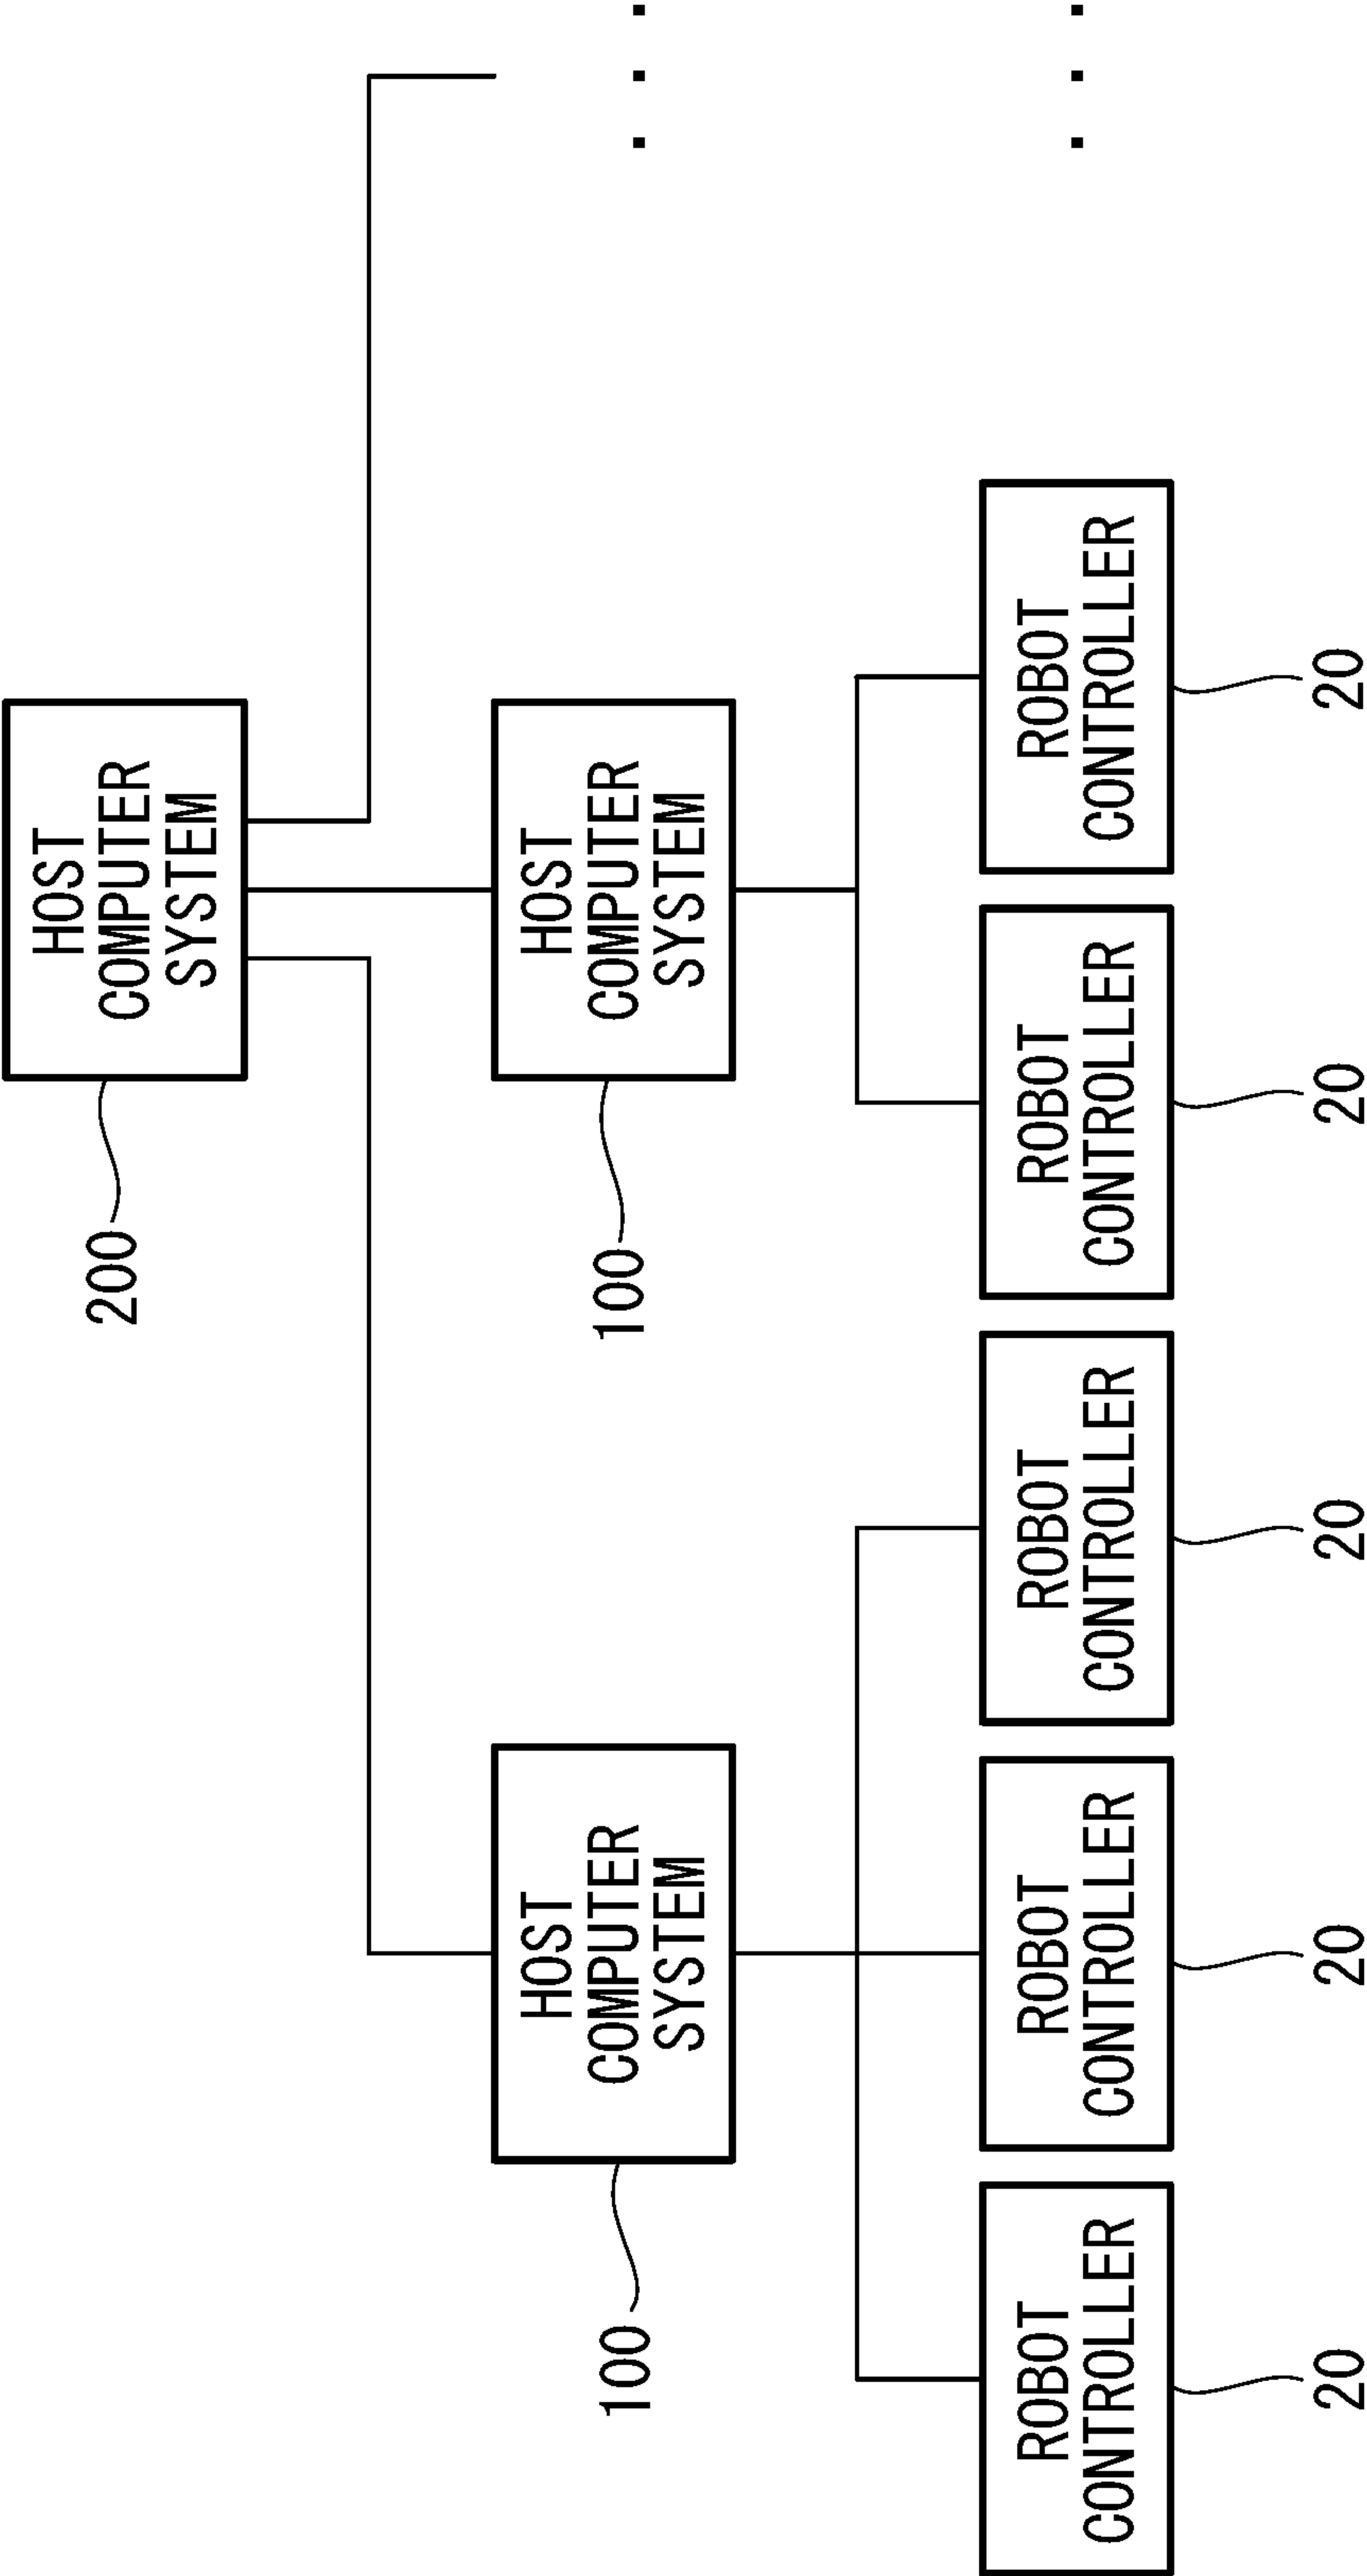 HOST
COMPUTER
SYSTEM
200
HOST
COMPUTER
SYSTEM
100
HOST
COMPUTER
SYSTEM
100
ROBOT
CONTROLLER
20
ROBOT
CONTROLLER
20
ROBOT
CONTROLLER
20
ROBOT
CONTROLLER
20
ROBOT
CONTROLLER
20